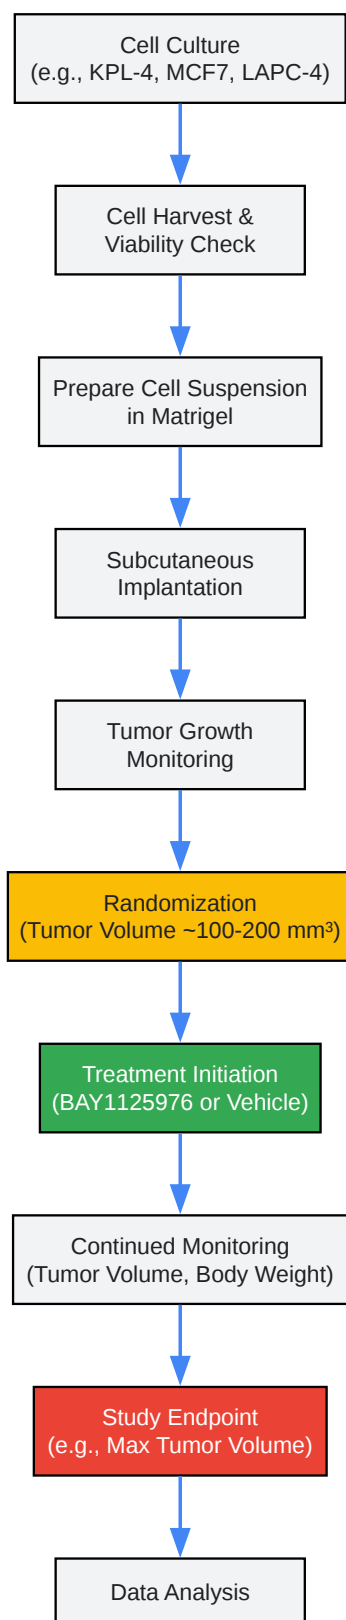 Cell Culture
(e.g., KPL-4, MCF7, LAPC-4)
Cell Harvest &
Viability Check
Prepare Cell Suspension
in Matrigel
Subcutaneous
Implantation
Tumor Growth
Monitoring
Randomization
(Tumor Volume ~100-200 mm³)
Treatment Initiation
(BAY1125976 or Vehicle)
Continued Monitoring
(Tumor Volume, Body Weight)
Study Endpoint
(e.g., Max Tumor Volume)
Data Analysis